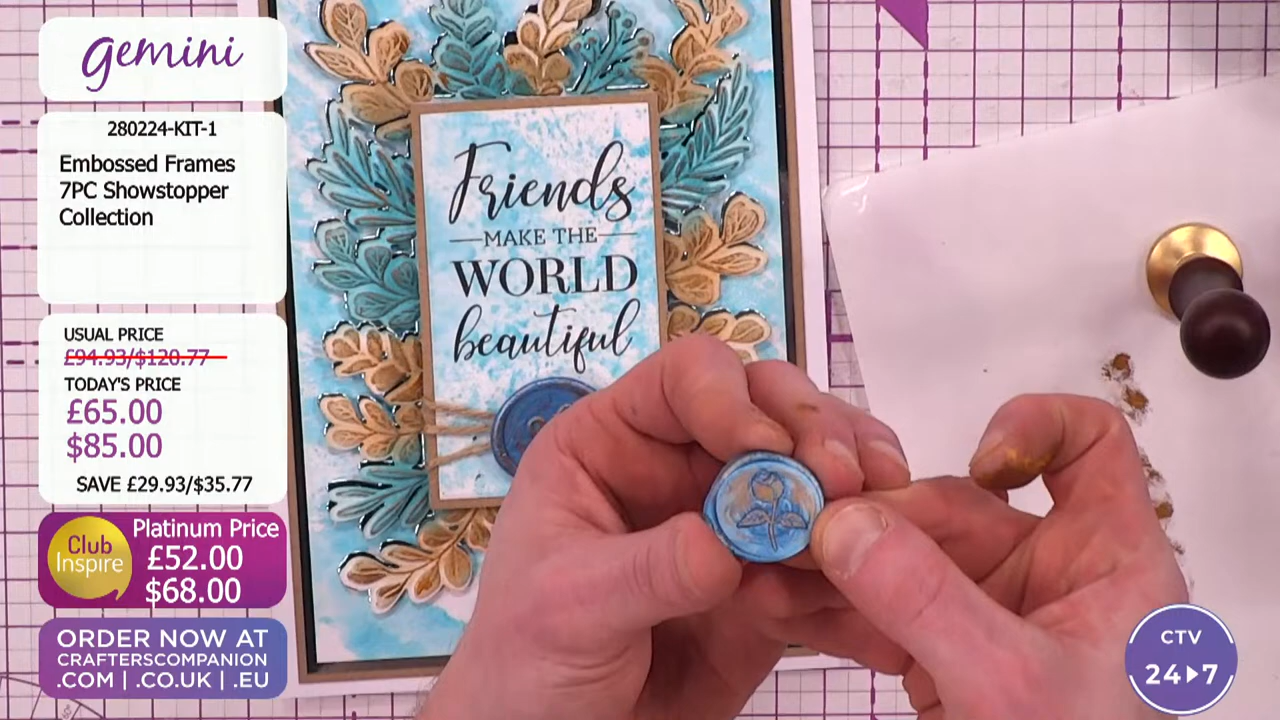 gemini
280224-KIT-1
Embossed Frames
7PC Showstopper
Collection
USUAL PRICE
£94.93/$120.77
TODAY'S PRICE
£65.00
$85.00
SAVE £29.93/$35.77
Club
Inspire
Platinum Price
£52.00
$68.00
ORDER NOW AT
CRAFTERSCOMPANION
.COM | .CO.UK | .EU
Friends
MAKE THE
WORLD
beautiful
CTV
24▶7